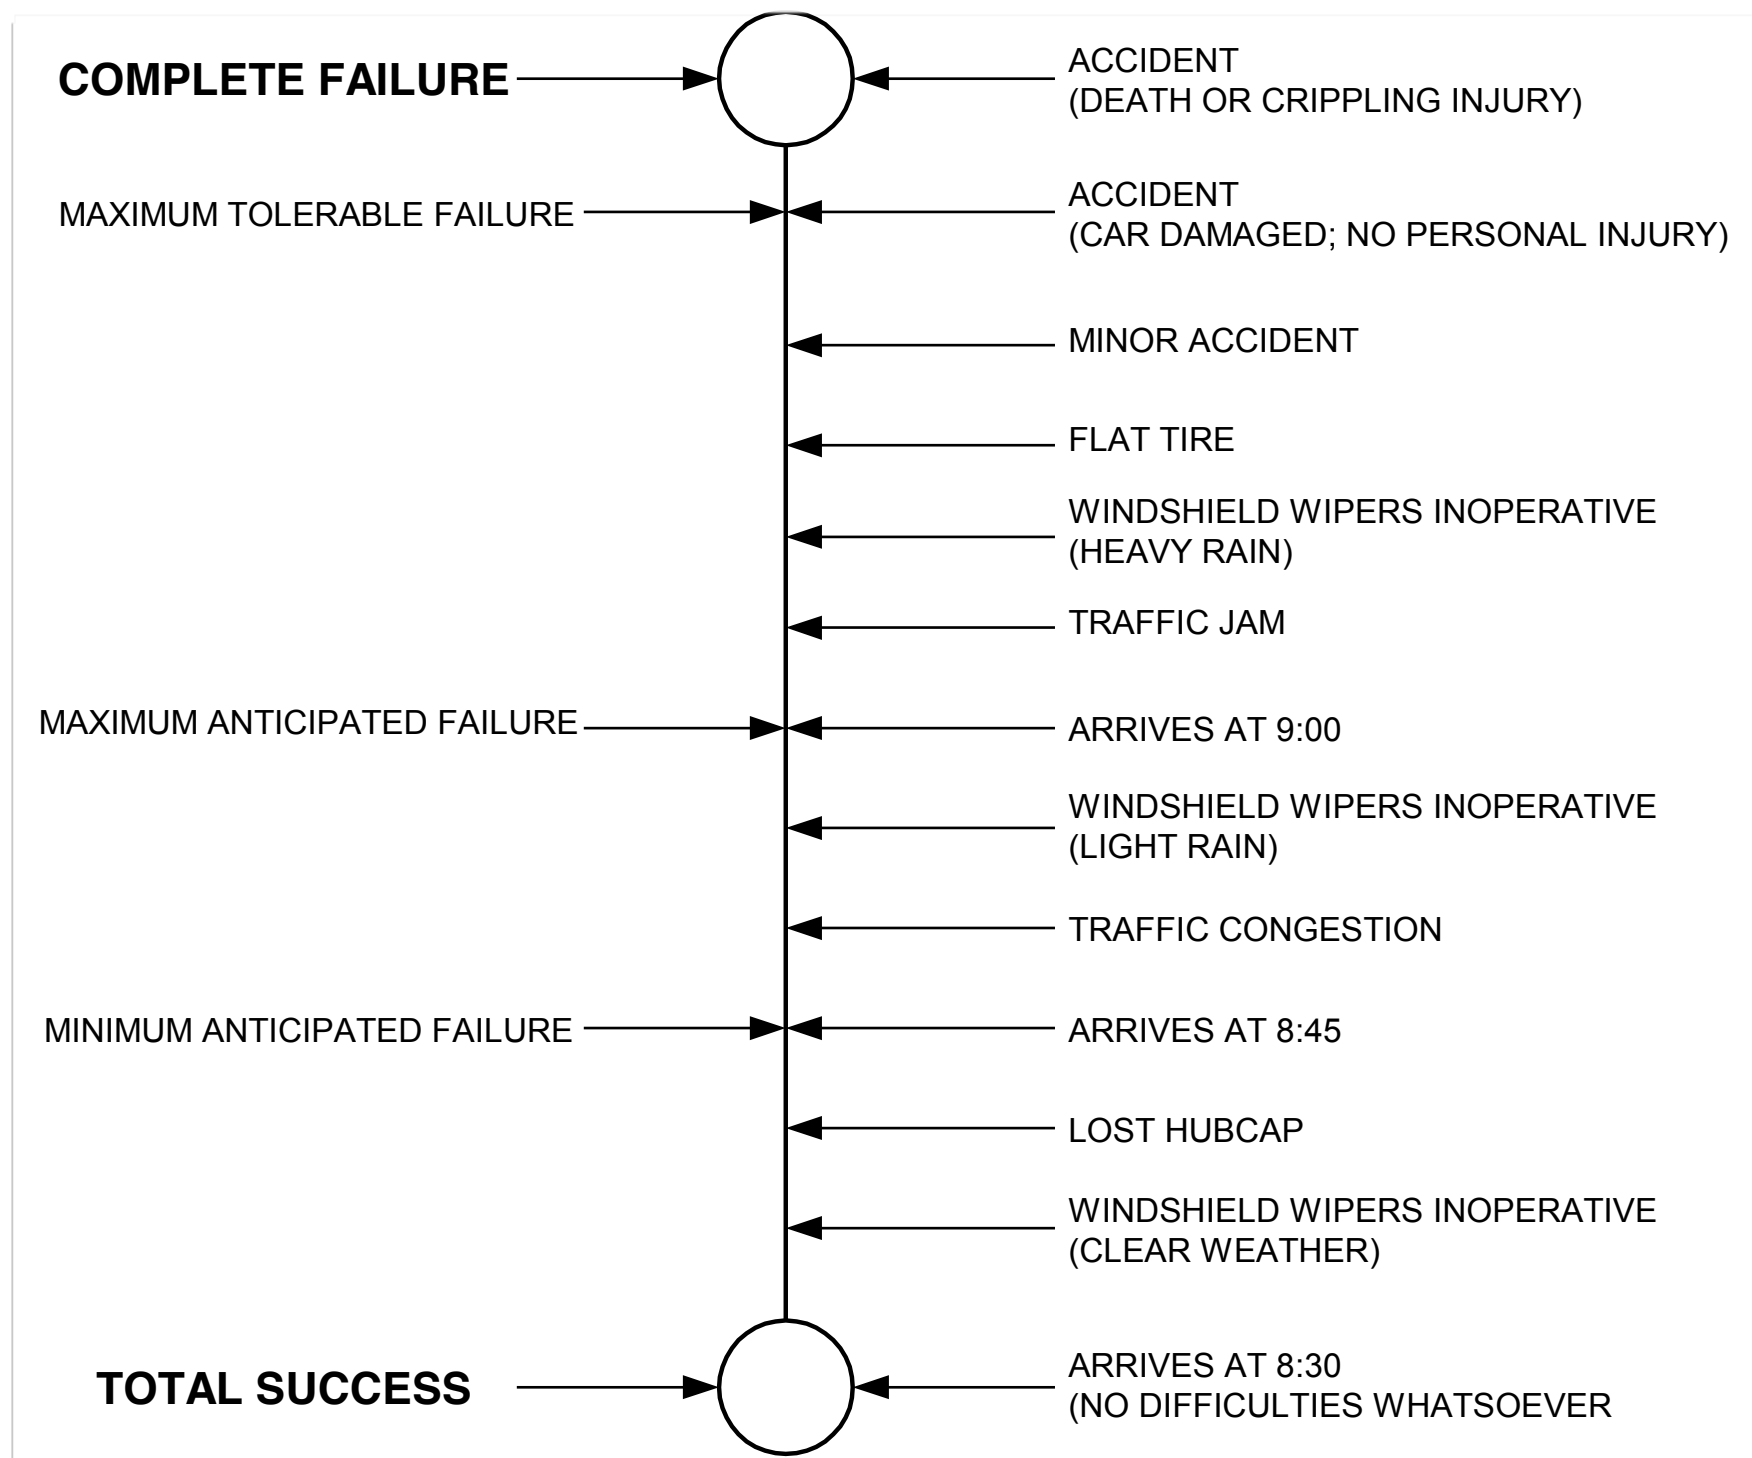 COMPLETE FAILURE
ACCIDENT
(DEATH OR CRIPPLING INJURY)
MAXIMUM TOLERABLE FAILURE
ACCIDENT
(CAR DAMAGED; NO PERSONAL INJURY)
MINOR ACCIDENT
FLAT TIRE
WINDSHIELD WIPERS INOPERATIVE
(HEAVY RAIN)
TRAFFIC JAM
MAXIMUM ANTICIPATED FAILURE
ARRIVES AT 9:00
WINDSHIELD WIPERS INOPERATIVE
(LIGHT RAIN)
TRAFFIC CONGESTION
MINIMUM ANTICIPATED FAILURE
ARRIVES AT 8:45
LOST HUBCAP
WINDSHIELD WIPERS INOPERATIVE
(CLEAR WEATHER)
TOTAL SUCCESS
ARRIVES AT 8:30
(NO DIFFICULTIES WHATSOEVER